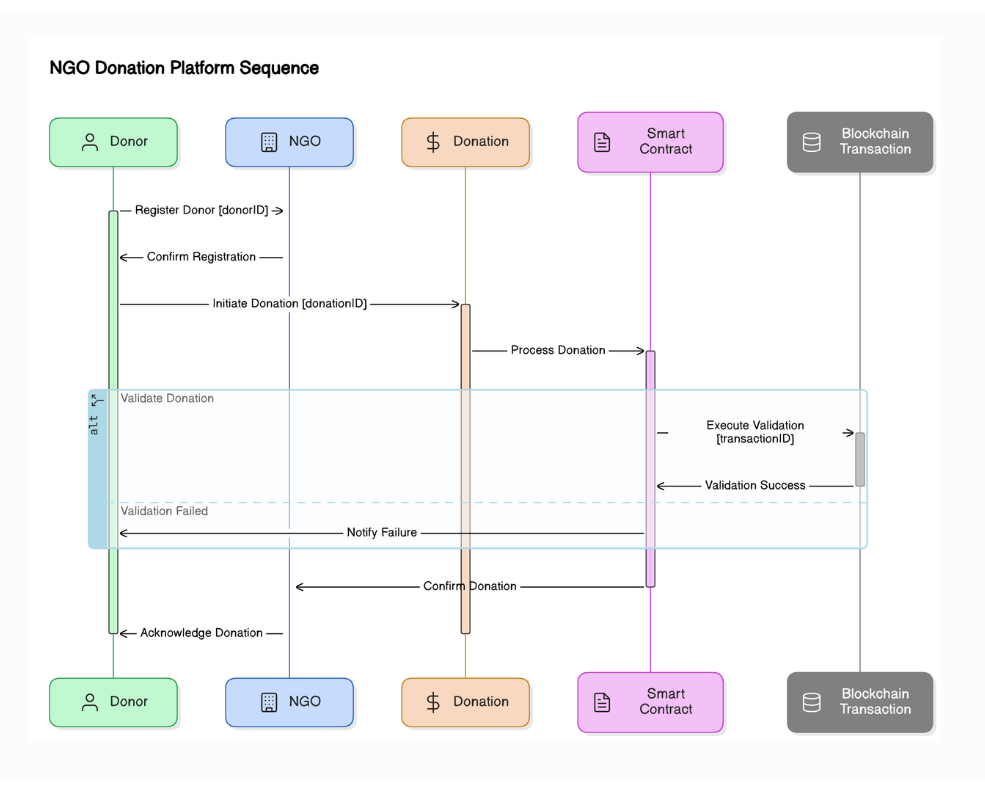 NGO Donation Platform Sequence
Donor
NGO
Donation
Smart
Contract
Blockchain
Transaction
Register Donor [donorID]
Confirm Registration
Initiate Donation [donationID]
Process Donation
alt
Validate Donation
Execute Validation
[transactionID]
Validation Success
Validation Failed
Notify Failure
Confirm Donation
Acknowledge Donation
Donor
NGO
Donation
Smart
Contract
Blockchain
Transaction